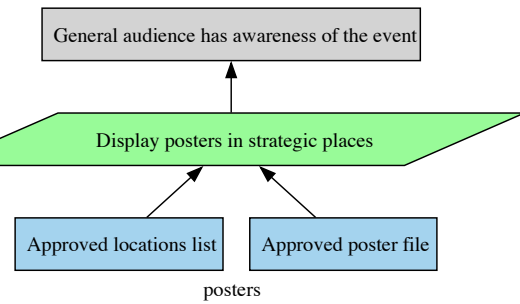 General audience has awareness of the event
Display posters in strategic places
Approved locations list
Approved poster file
posters